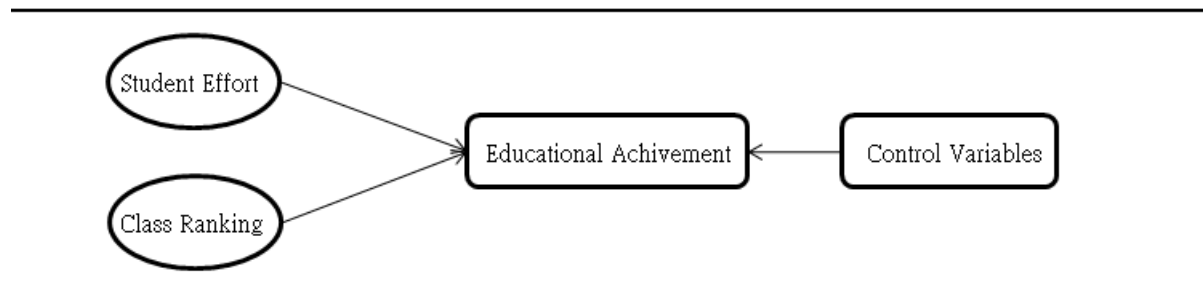 Student Effort
Educational Achivement
Control Variables
Class Ranking